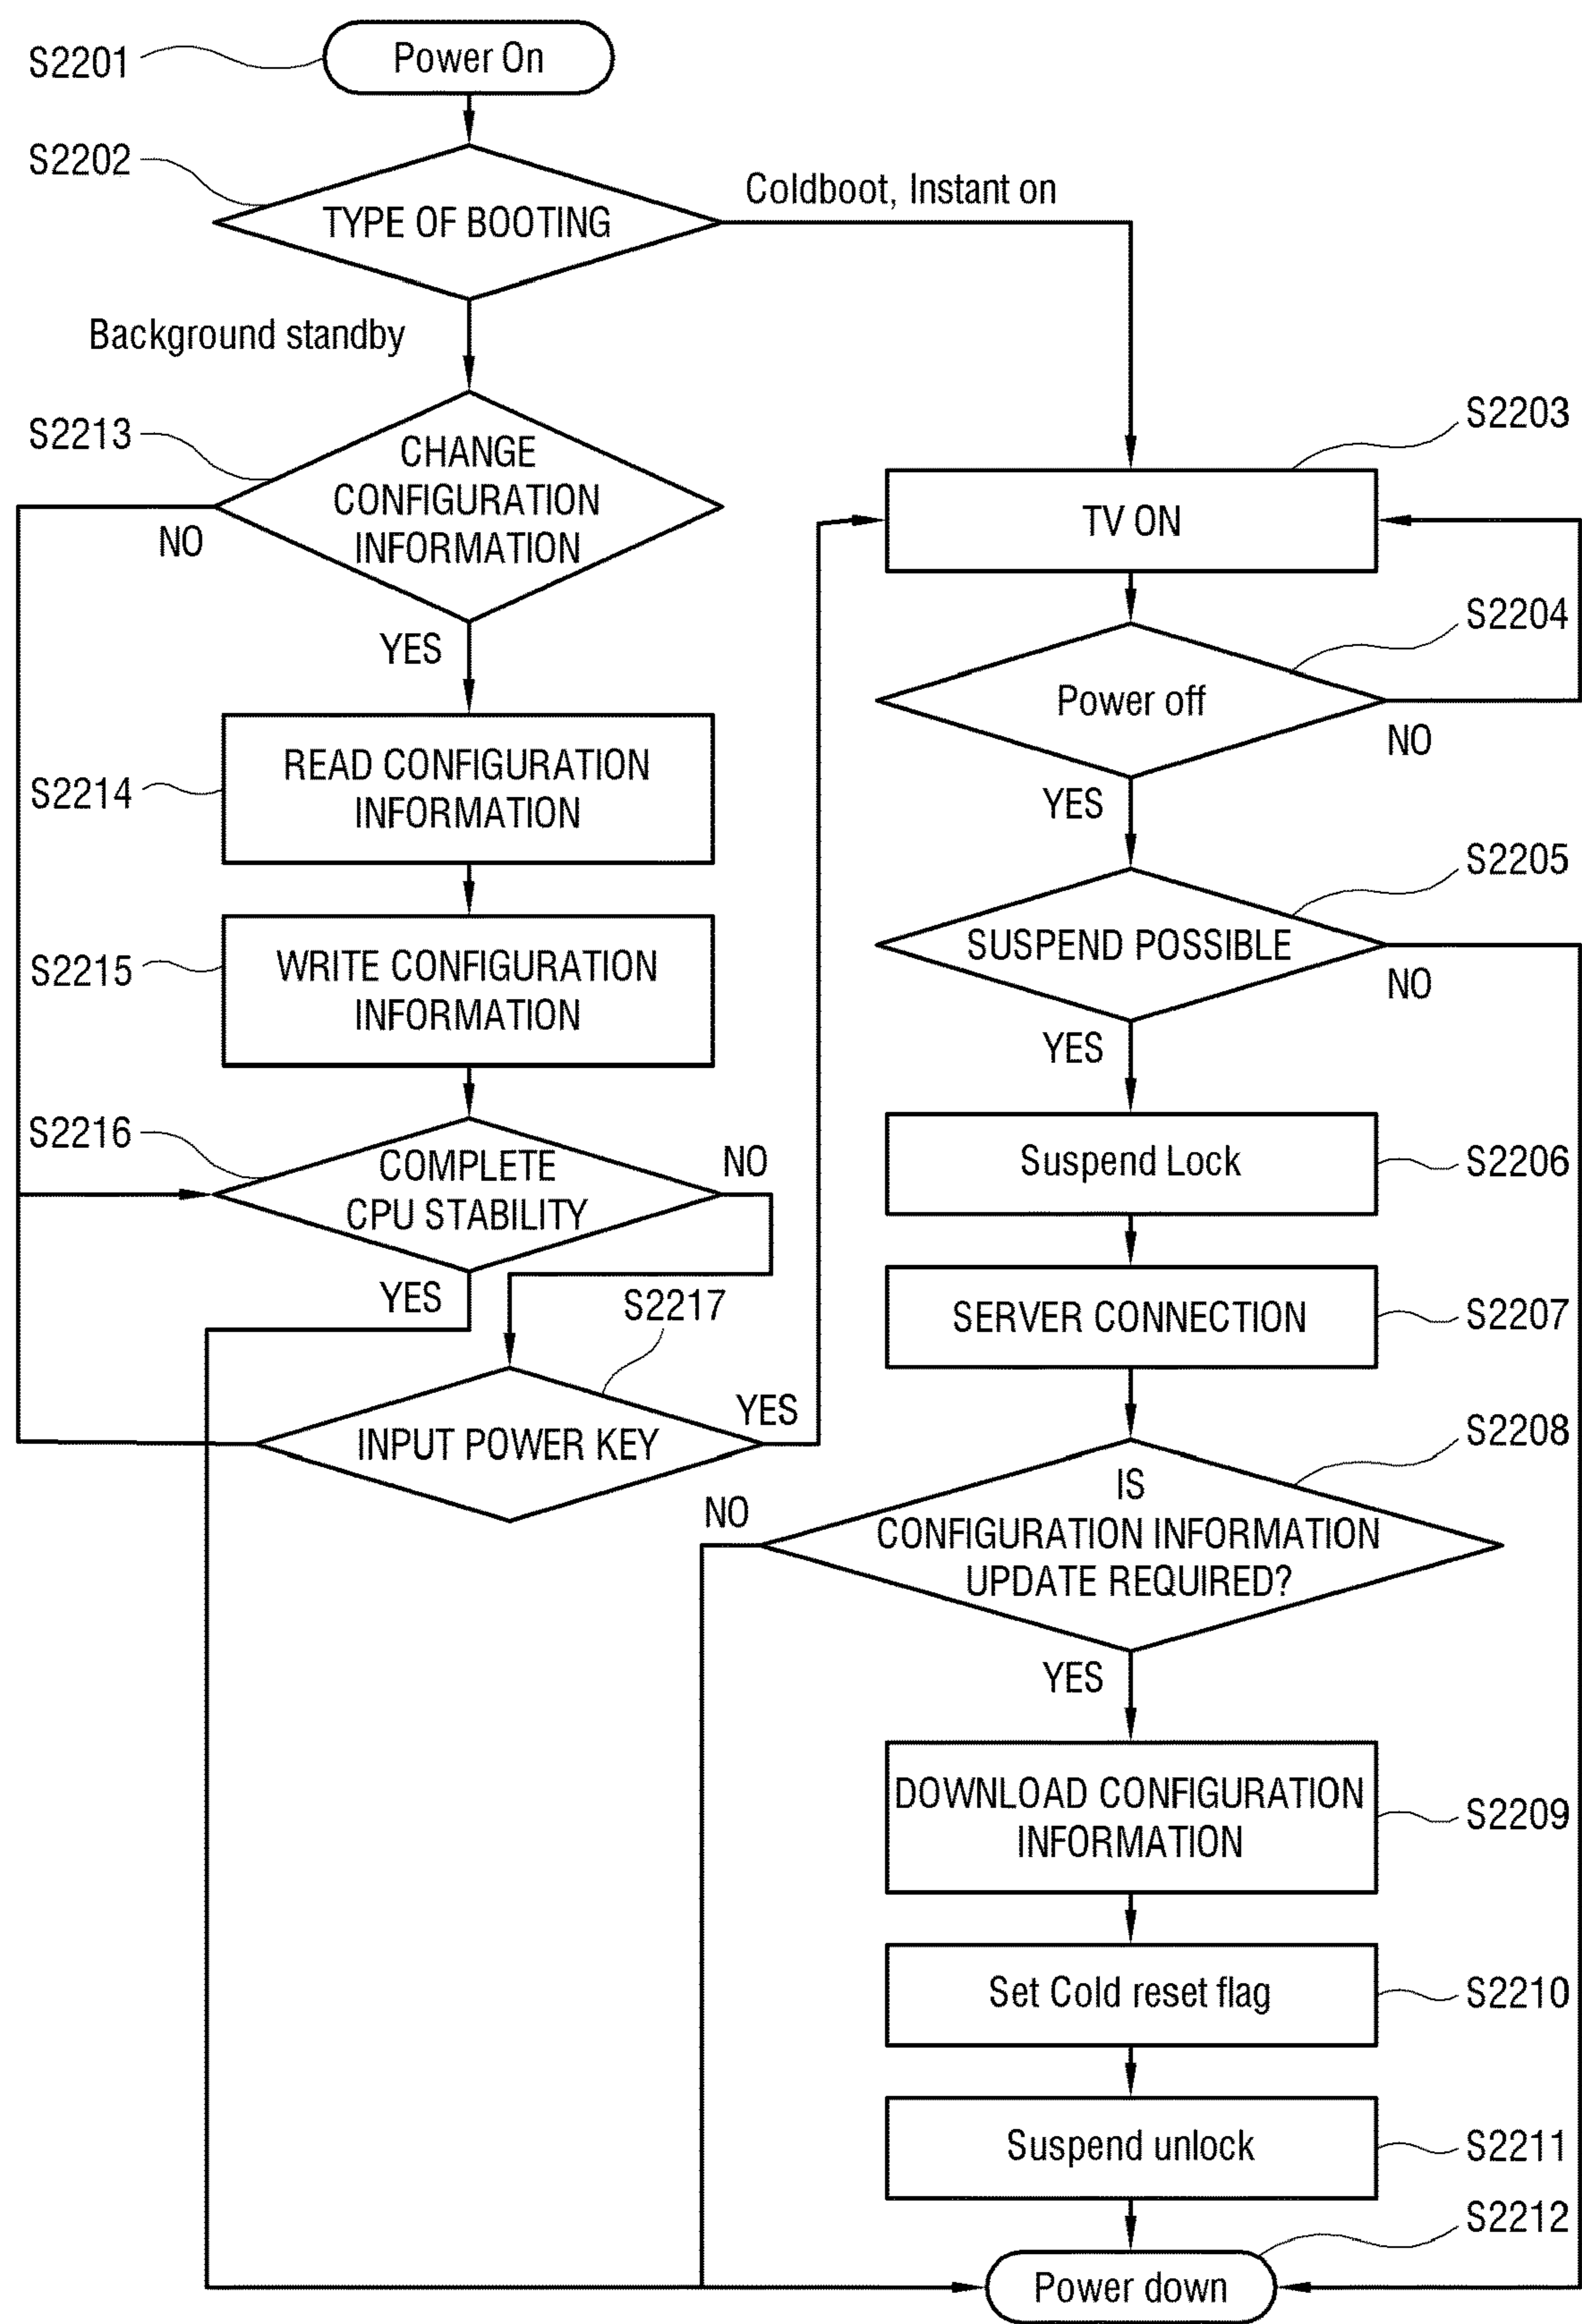 S2201
Power On
S2202
TYPE OF BOOTING
Coldboot, Instant on
Background standby
S2213
CHANGE
CONFIGURATION
INFORMATION
NO
YES
S2214
READ CONFIGURATION
INFORMATION
S2215
WRITE CONFIGURATION
INFORMATION
S2216
COMPLETE
CPU STABILITY
NO
YES
S2217
INPUT POWER KEY
YES
S2203
TV ON
S2204
Power off
NO
YES
S2205
SUSPEND POSSIBLE
NO
YES
Suspend Lock
S2206
SERVER CONNECTION
S2207
S2208
IS
CONFIGURATION INFORMATION
UPDATE REQUIRED?
NO
YES
DOWNLOAD CONFIGURATION
INFORMATION
S2209
Set Cold reset flag
S2210
Suspend unlock
S2211
S2212
Power down